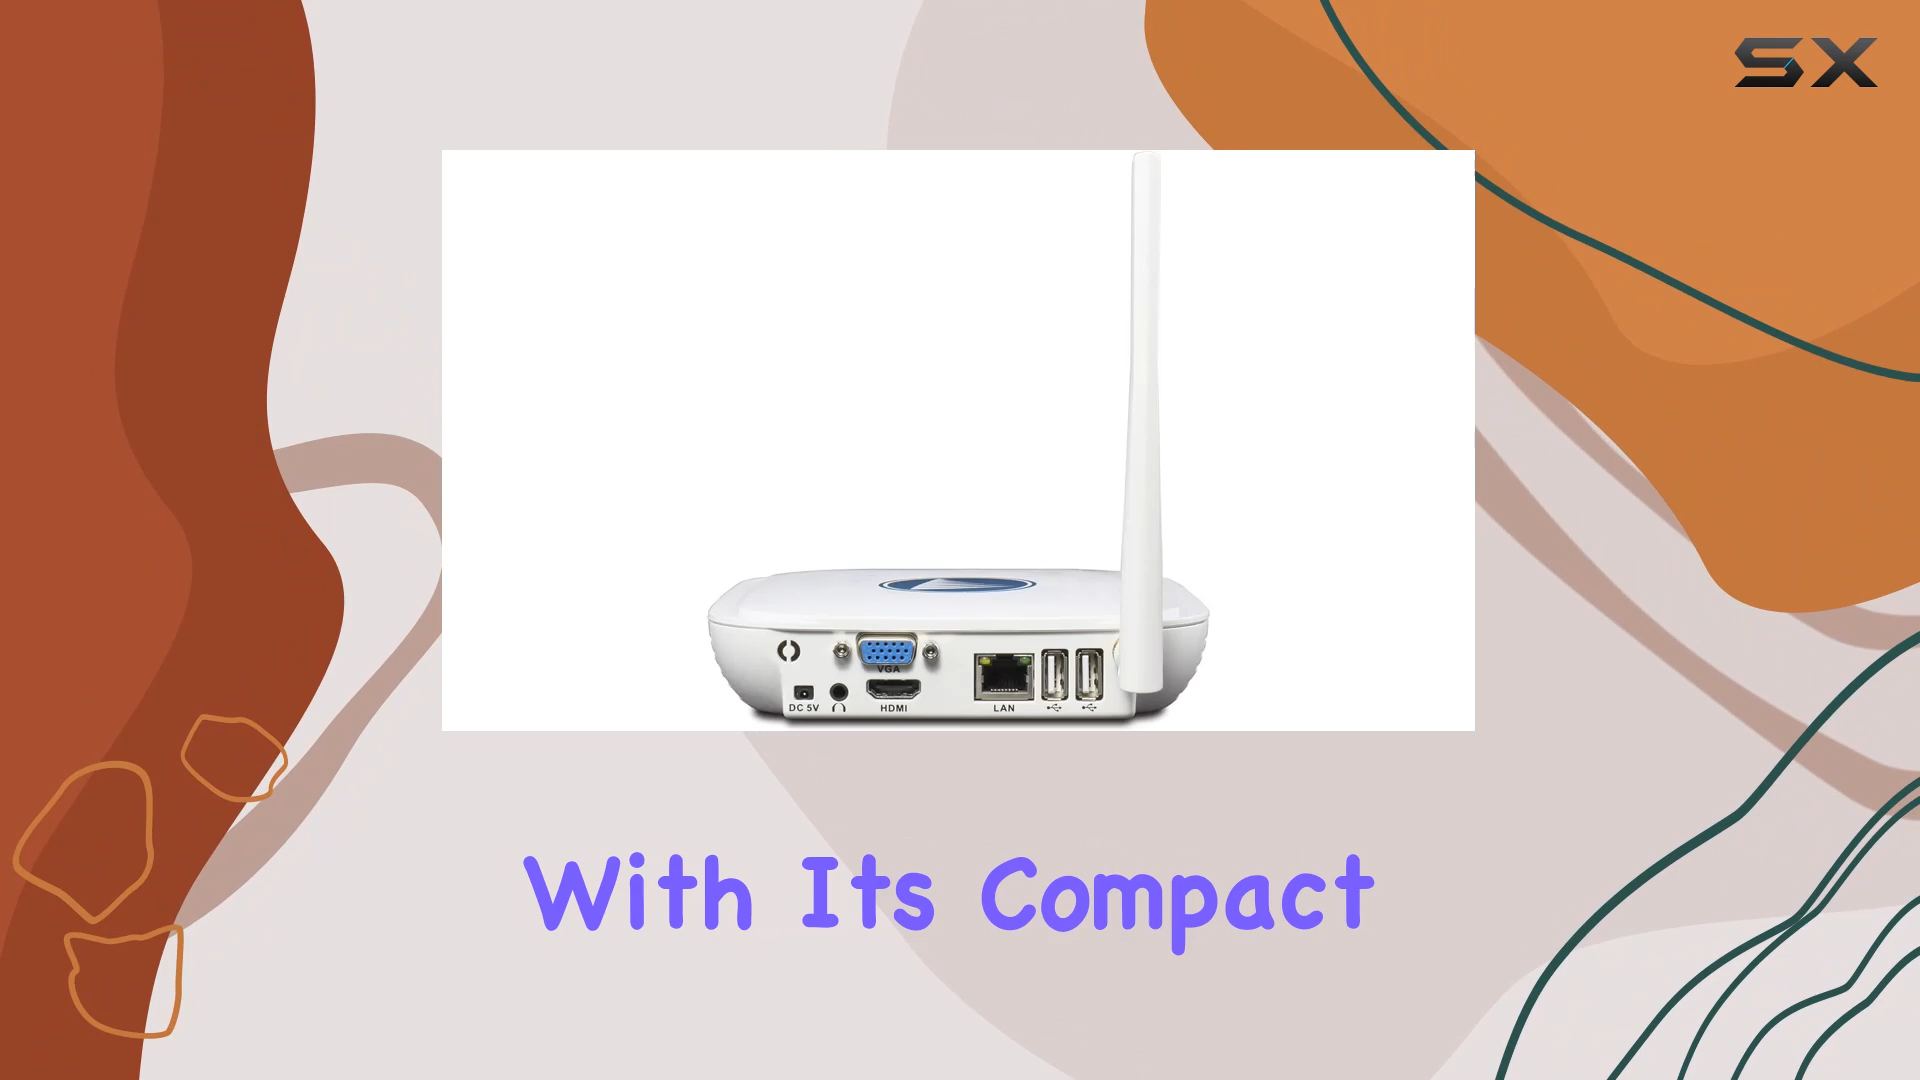 SX
VGA
DC 5V
HDMI
LAN
With Its Compact